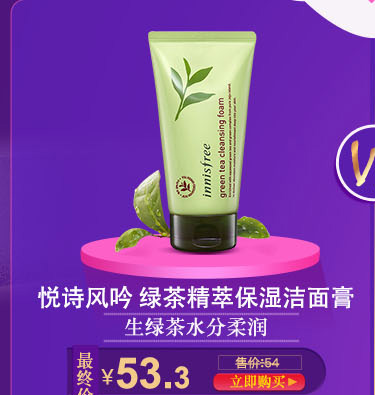 innisfree
green tea cleansing foam
悦诗风吟 绿茶精萃保湿洁面膏
生绿茶水分柔润
最终价
¥53.3
售价:54
立即购买